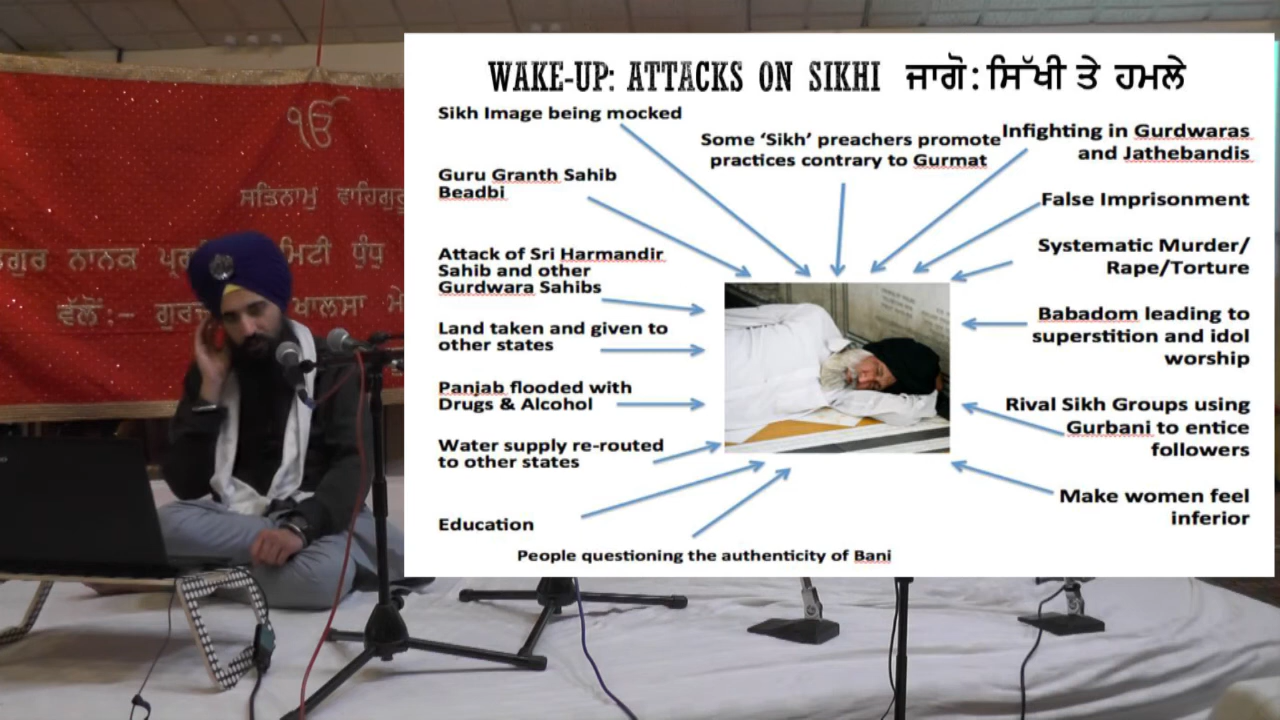 WAKE-UP: ATTACKS ON SIKHI ਜਾਗੋ: ਸਿੱਖੀ ਤੇ ਹਮਲੇ
Sikh Image being mocked
Guru Granth Sahib
Beadbi
Attack of Sri Harmandir
Sahib and other
Gurdwara Sahibs
Land taken and given to
other states
Panjab flooded with
Drugs & Alcohol
Water supply re-routed
to other states
Education
People questioning the authenticity of Bani
Some ‘Sikh’ preachers promote
practices contrary to Gurmat
Infighting in Gurdwaras
and Jathebandis
False Imprisonment
Systematic Murder/
Rape/Torture
Babadom leading to
superstition and idol
worship
Rival Sikh Groups using
Gurbani to entice
followers
Make women feel
inferior
ੴ
ਸਤਿਨਾਮੁ
ਨਾਨਕ
ਵੱਲੋਂ:- ਖਾਲਸਾ